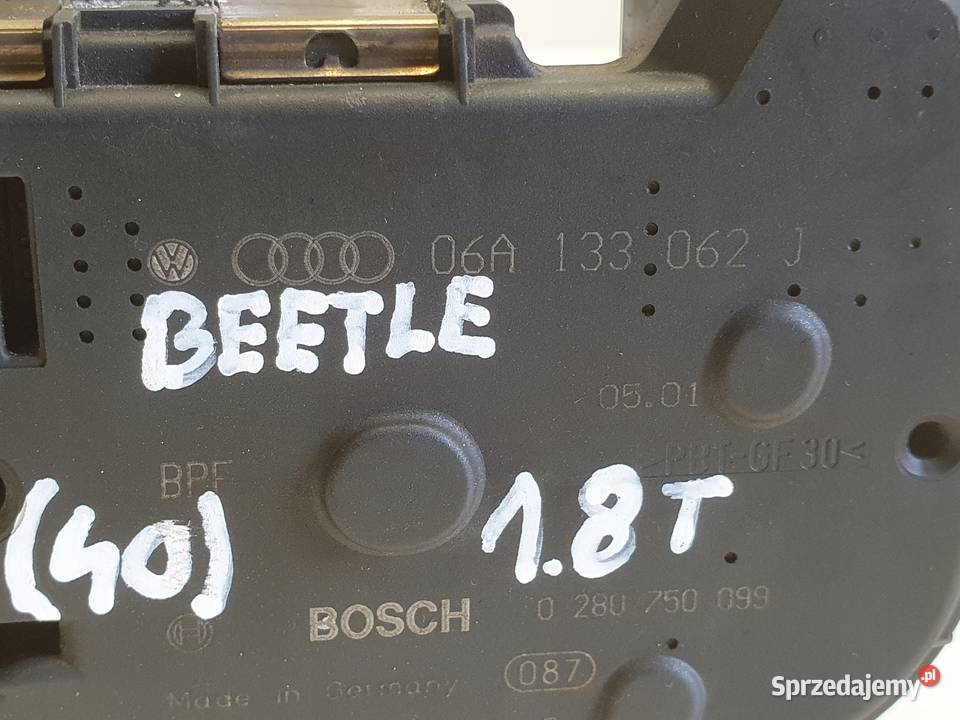 06A 133 062 J
BEETLE
05.01
>PBT-GF30<
BPF
(40)
1.8T
BOSCH
0 280 750 099
087
Made in Germany
Sprzedajemy.pl